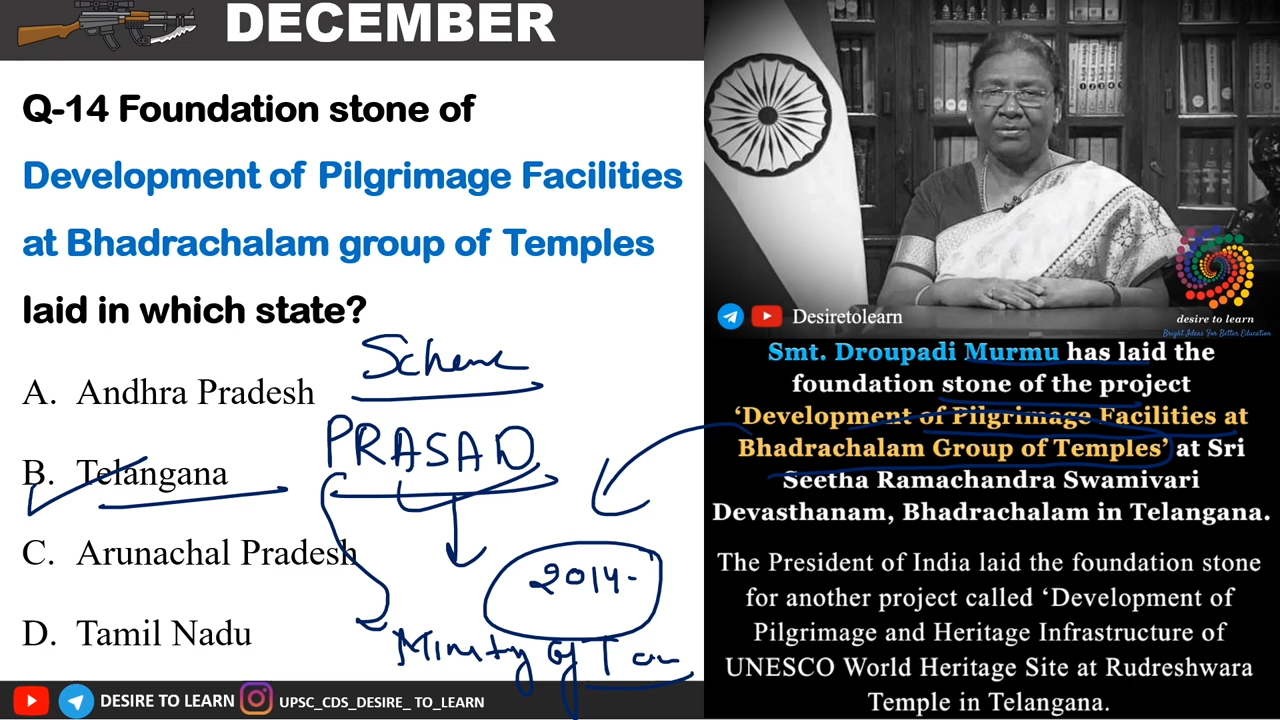 DECEMBER
Q-14 Foundation stone of
Development of Pilgrimage Facilities
at Bhadrachalam group of Temples
laid in which state?
A. Andhra Pradesh
B. Telangana
C. Arunachal Pradesh
D. Tamil Nadu
Scheme
PRASAD
2014-
of
DESIRE TO LEARN
UPSC_CDS_DESIRE_ TO_LEARN
desire to learn
Bright Ideas For Better Education
Desiretolearn
Smt. Droupadi Murmu has laid the
foundation stone of the project
‘Development of Pilgrimage Facilities at
Bhadrachalam Group of Temples’ at Sri
Seetha Ramachandra Swamivari
Devasthanam, Bhadrachalam in Telangana.
The President of India laid the foundation stone
for another project called ‘Development of
Pilgrimage and Heritage Infrastructure of
UNESCO World Heritage Site at Rudreshwara
Temple in Telangana.